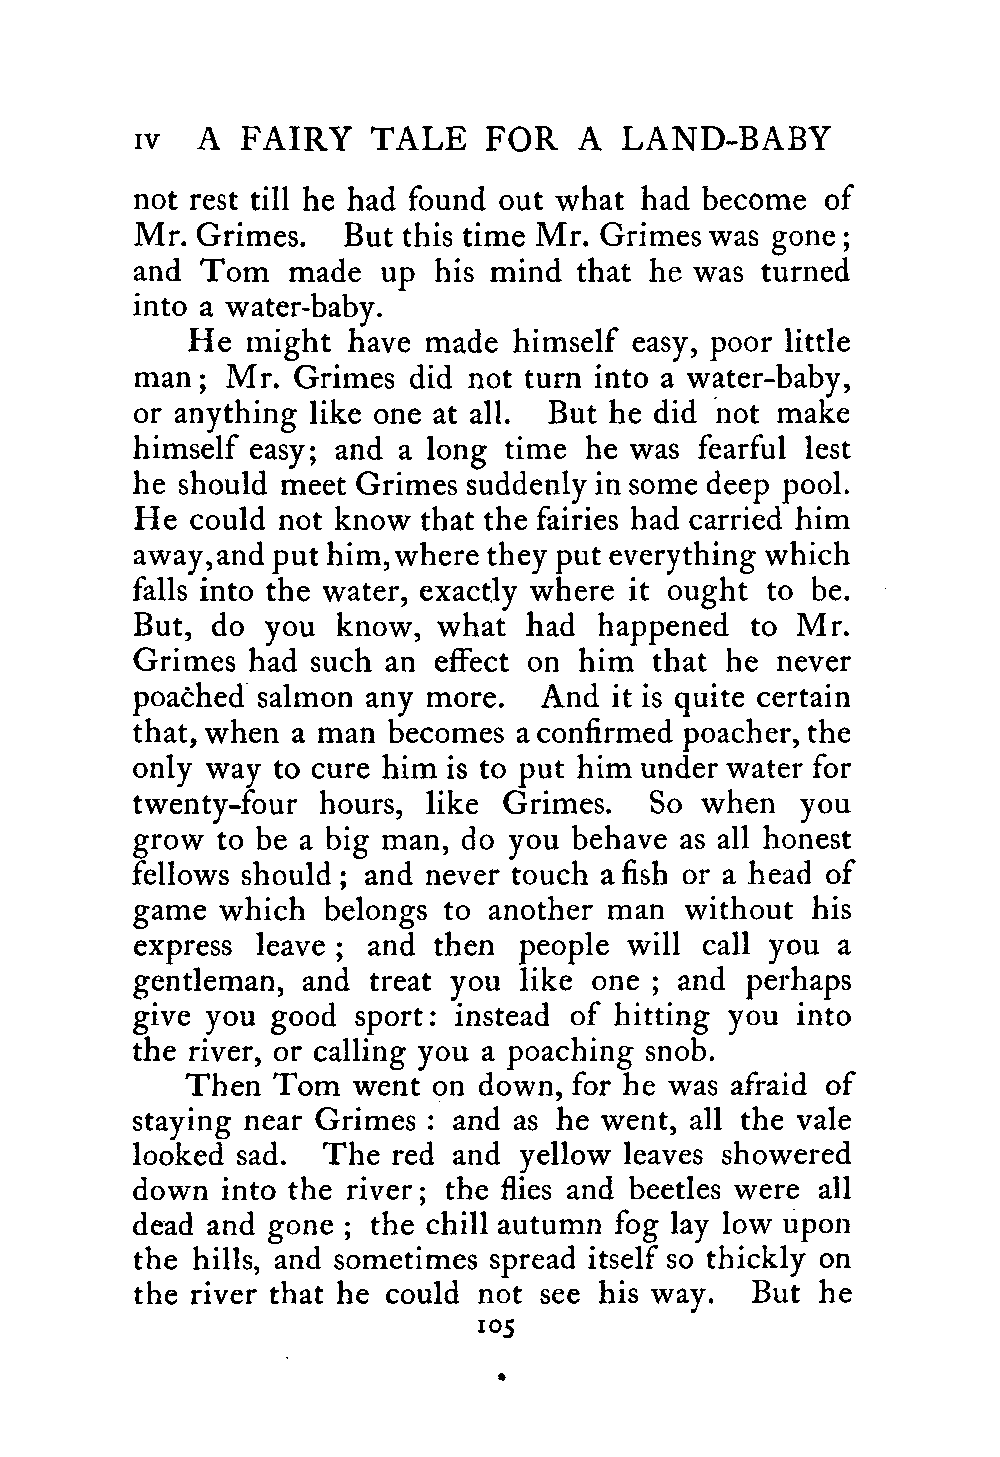 IV A FAIRY TALE FOR A LAND-BABY
not rest till he had found out what had become of
Mr. Grimes. But this time Mr. Grimes was gone;
and Tom made up his mind that he was turned
into a water-baby.
He might have made himself easy, poor little
man; Mr. Grimes did not turn into a water-baby,
or anything like one at all. But he did not make
himself easy; and a long time he was fearful lest
he should meet Grimes suddenly in some deep pool.
He could not know that the fairies had carried him
away, and put him, where they put everything which
falls into the water, exactly where it ought to be.
But, do you know, what had happened to Mr.
Grimes had such an effect on him that he never
poached salmon any more. And it is quite certain
that, when a man becomes a confirmed poacher, the
only way to cure him is to put him under water for
twenty-four hours, like Grimes. So when you
grow to be a big man, do you behave as all honest
fellows should; and never touch a fish or a head of
game which belongs to another man without his
express leave; and then people will call you a
gentleman, and treat you like one; and perhaps
give you good sport: instead of hitting you into
the river, or calling you a poaching snob.
Then Tom went on down, for he was afraid of
staying near Grimes: and as he went, all the vale
looked sad. The red and yellow leaves showered
down into the river; the flies and beetles were all
dead and gone; the chill autumn fog lay low upon
the hills, and sometimes spread itself so thickly on
the river that he could not see his way. But he
105